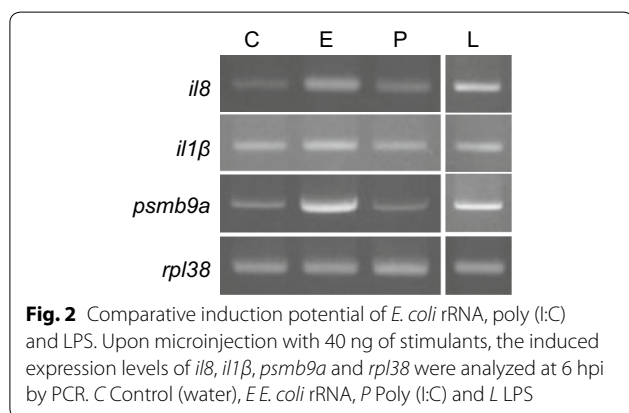 C E P L
il8
il1β
psmb9a
rpl38
Fig. 2 Comparative induction potential of E. coli rRNA, poly (I:C)
and LPS. Upon microinjection with 40 ng of stimulants, the induced
expression levels of il8, il1β, psmb9a and rpl38 were analyzed at 6 hpi
by PCR. C Control (water), E E. coli rRNA, P Poly (I:C) and L LPS